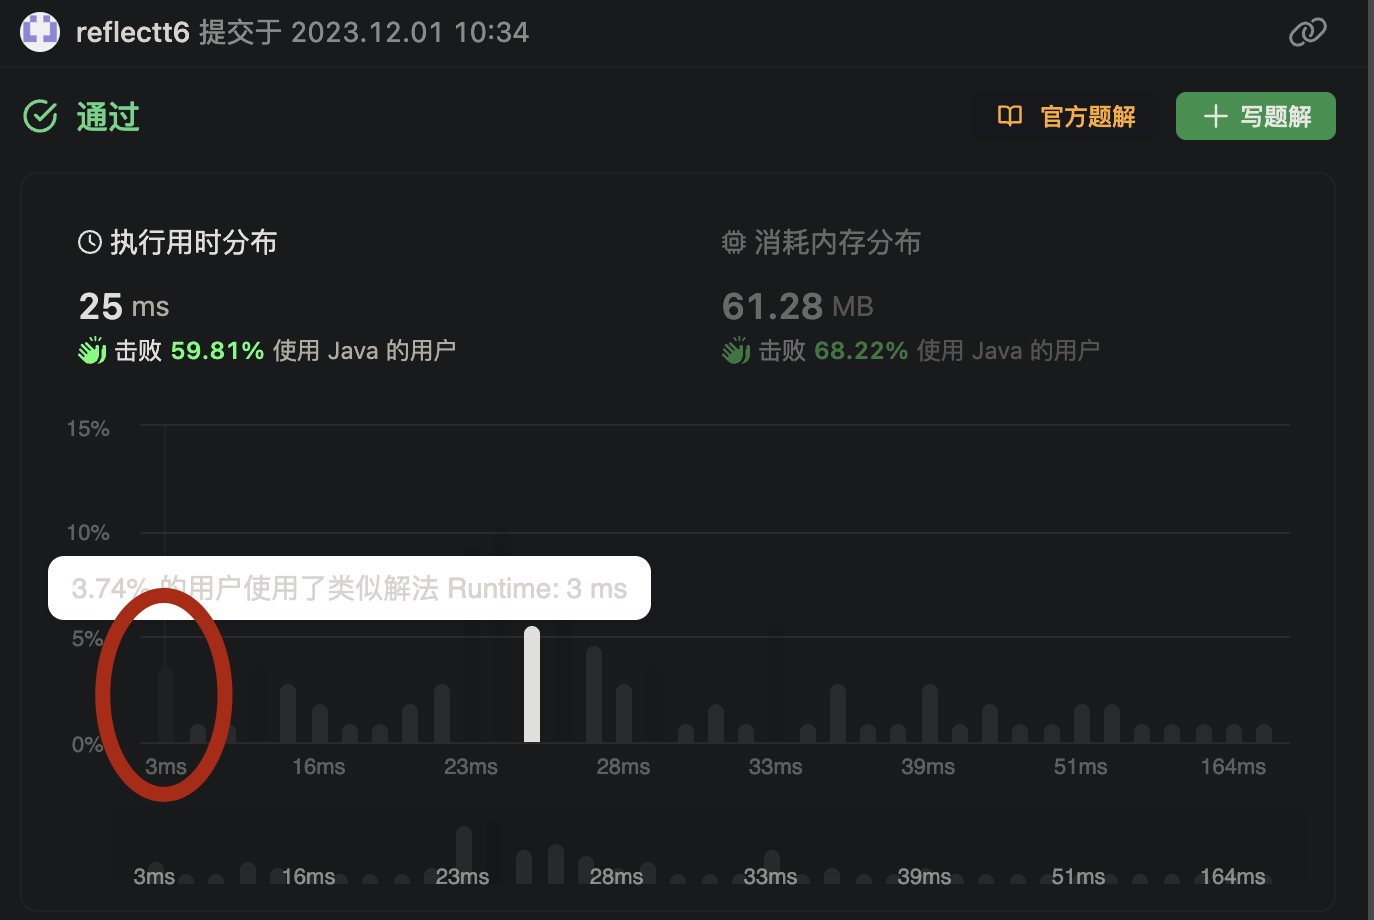 reflectt6 提交于 2023.12.01 10:34
通过
官方题解
写题解
执行用时分布
25 ms
击败 59.81% 使用 Java 的用户
消耗内存分布
61.28 MB
击败 68.22% 使用 Java 的用户
15%
10%
3.74% 的用户使用了类似解法 Runtime: 3 ms
5%
0%
3ms 16ms 23ms 28ms 33ms 39ms 51ms 164ms
3ms 16ms 23ms 28ms 33ms 39ms 51ms 164ms